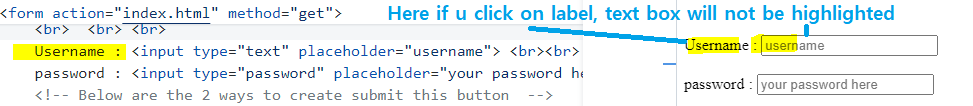 <form action="index.html" method="get">
Here if u click on label, text box will not be highlighted
<br> <br> <br>
Username : <input type="text" placeholder="username"> <br><br>
Username : username
password : <input type="password" placeholder="your password he
password : your password here
<!-- Below are the 2 ways to create submit this button -->